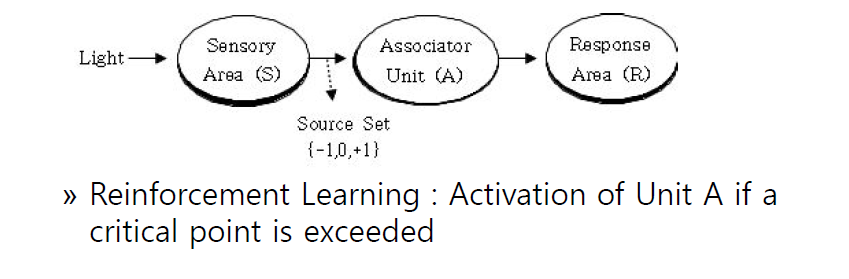 Light
Sensory
Area (S)
Associator
Unit (A)
Response
Area (R)
Source Set
{-1,0,+1}
» Reinforcement Learning : Activation of Unit A if a
critical point is exceeded